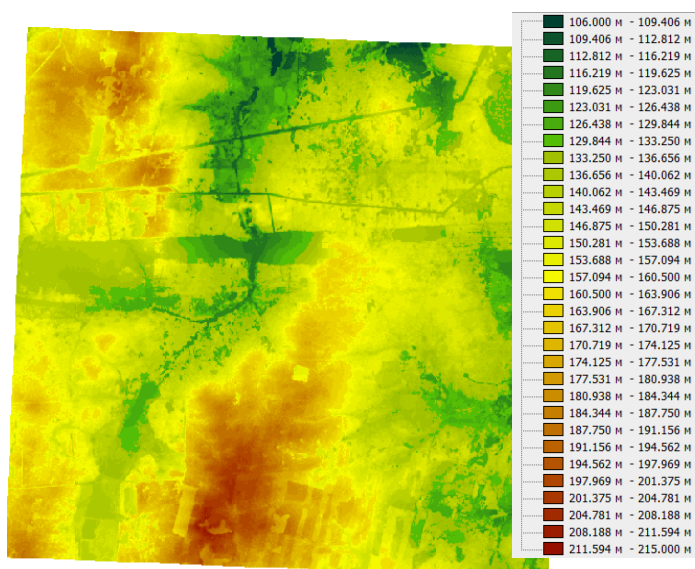 106.000 м - 109.406 м
109.406 м - 112.812 м
112.812 м - 116.219 м
116.219 м - 119.625 м
119.625 м - 123.031 м
123.031 м - 126.438 м
126.438 м - 129.844 м
129.844 м - 133.250 м
133.250 м - 136.656 м
136.656 м - 140.062 м
140.062 м - 143.469 м
143.469 м - 146.875 м
146.875 м - 150.281 м
150.281 м - 153.688 м
153.688 м - 157.094 м
157.094 м - 160.500 м
160.500 м - 163.906 м
163.906 м - 167.312 м
167.312 м - 170.719 м
170.719 м - 174.125 м
174.125 м - 177.531 м
177.531 м - 180.938 м
180.938 м - 184.344 м
184.344 м - 187.750 м
187.750 м - 191.156 м
191.156 м - 194.562 м
194.562 м - 197.969 м
197.969 м - 201.375 м
201.375 м - 204.781 м
204.781 м - 208.188 м
208.188 м - 211.594 м
211.594 м - 215.000 м